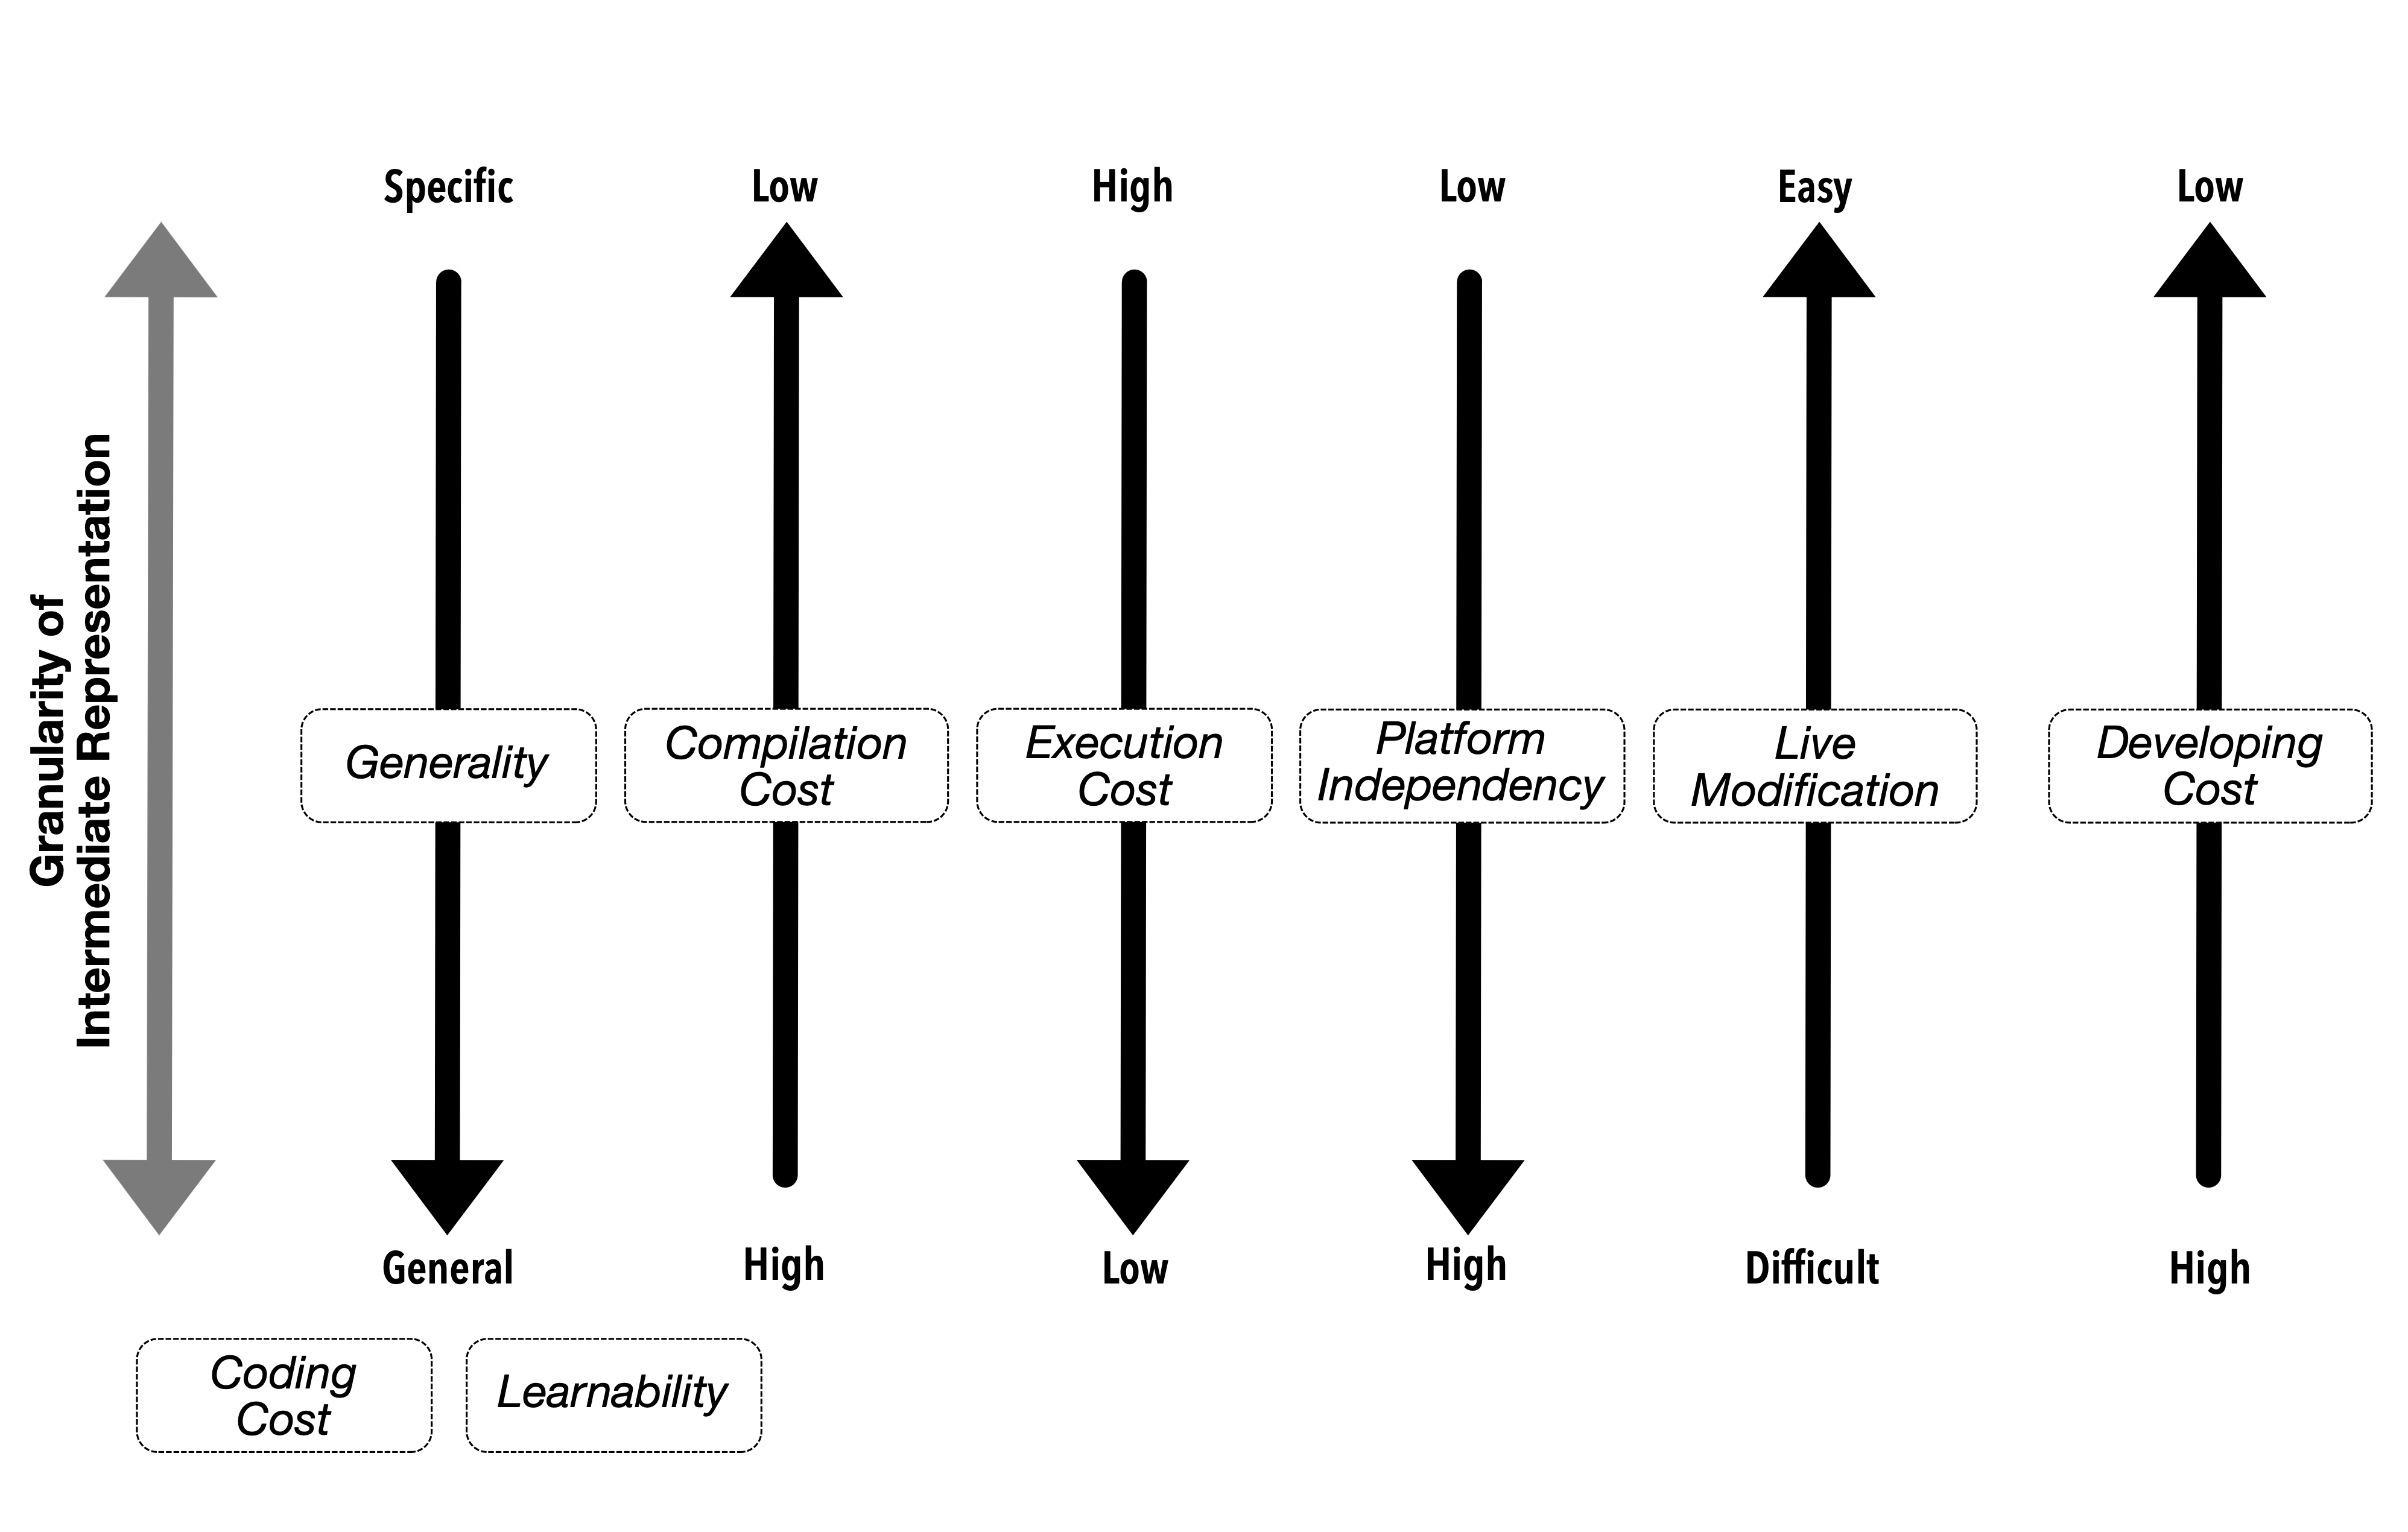 Specific
Low
High
Low
Easy
Low
Granularity of
Intermediate Representation
Generality
Compilation
Cost
Execution
Cost
Platform
Independency
Live
Modification
Developing
Cost
General
High
Low
High
Difficult
High
Coding
Cost
Learnability